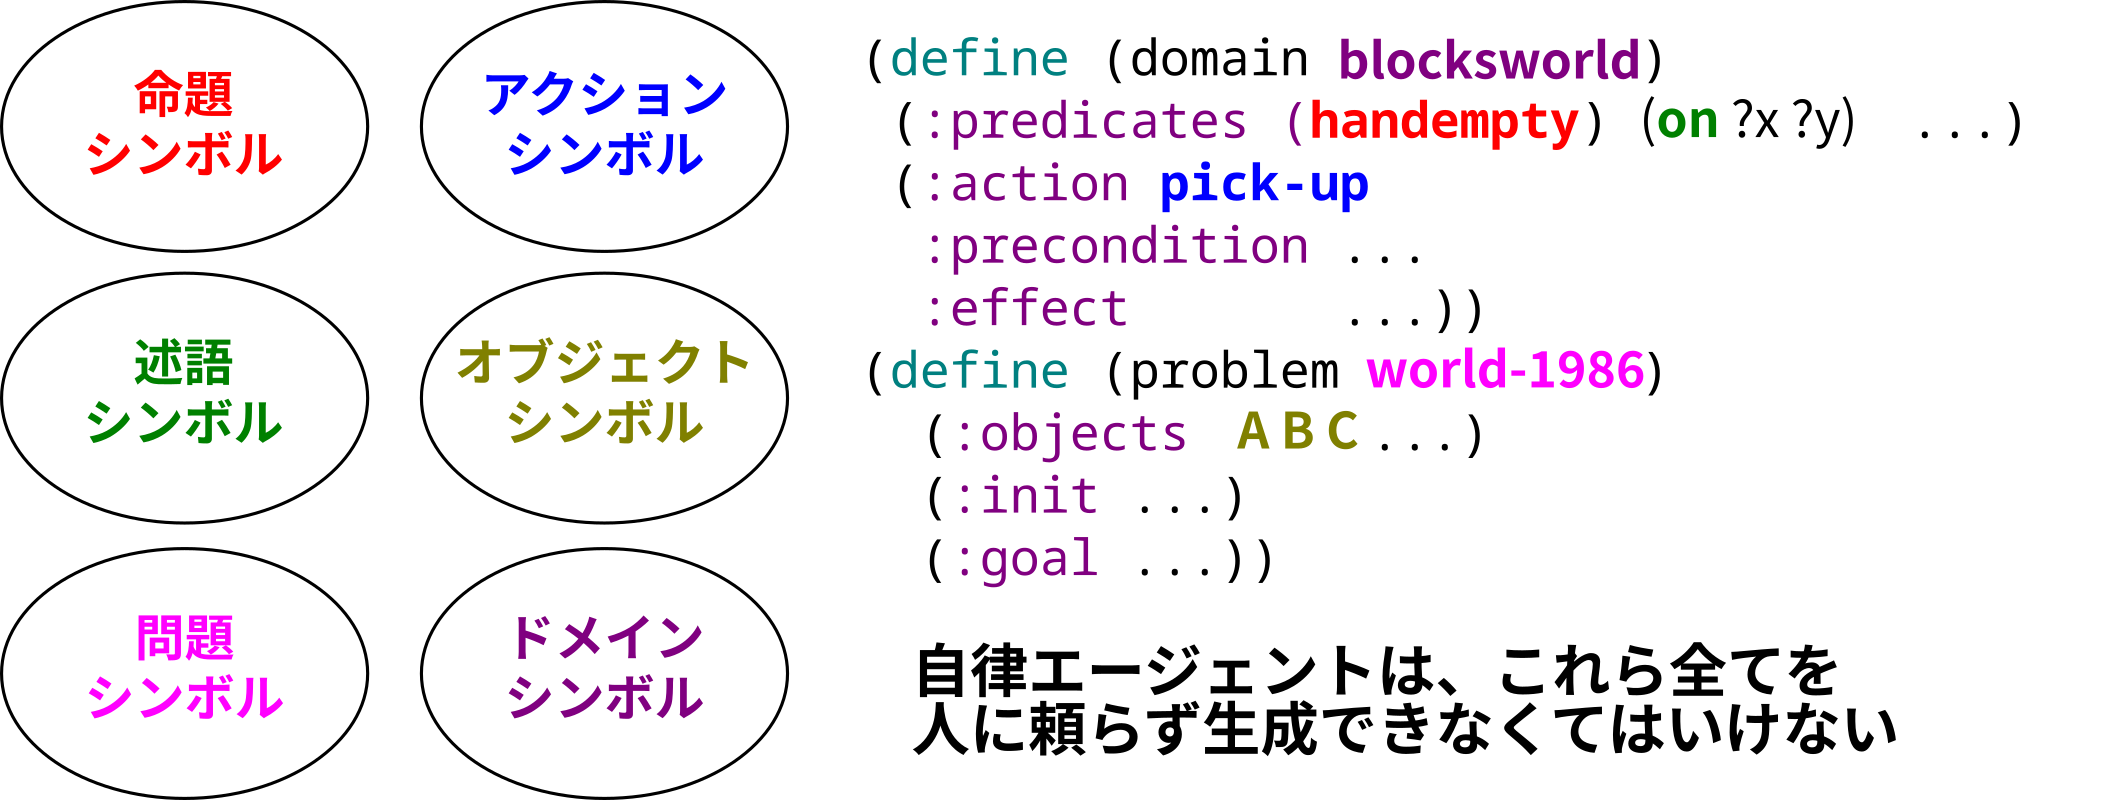 命題
シンボル
アクション
シンボル
述語
シンボル
オブジェクト
シンボル
問題
シンボル
ドメイン
シンボル
(define (domain blocksworld)
(:predicates (handempty) (on ?x ?y) ...)
(:action pick-up
:precondition ...
:effect ...))
(define (problem world-1986)
(:objects A B C ...)
(:init ...)
(:goal ...))
自律エージェントは、これら全てを
人に頼らず生成できなくてはいけない